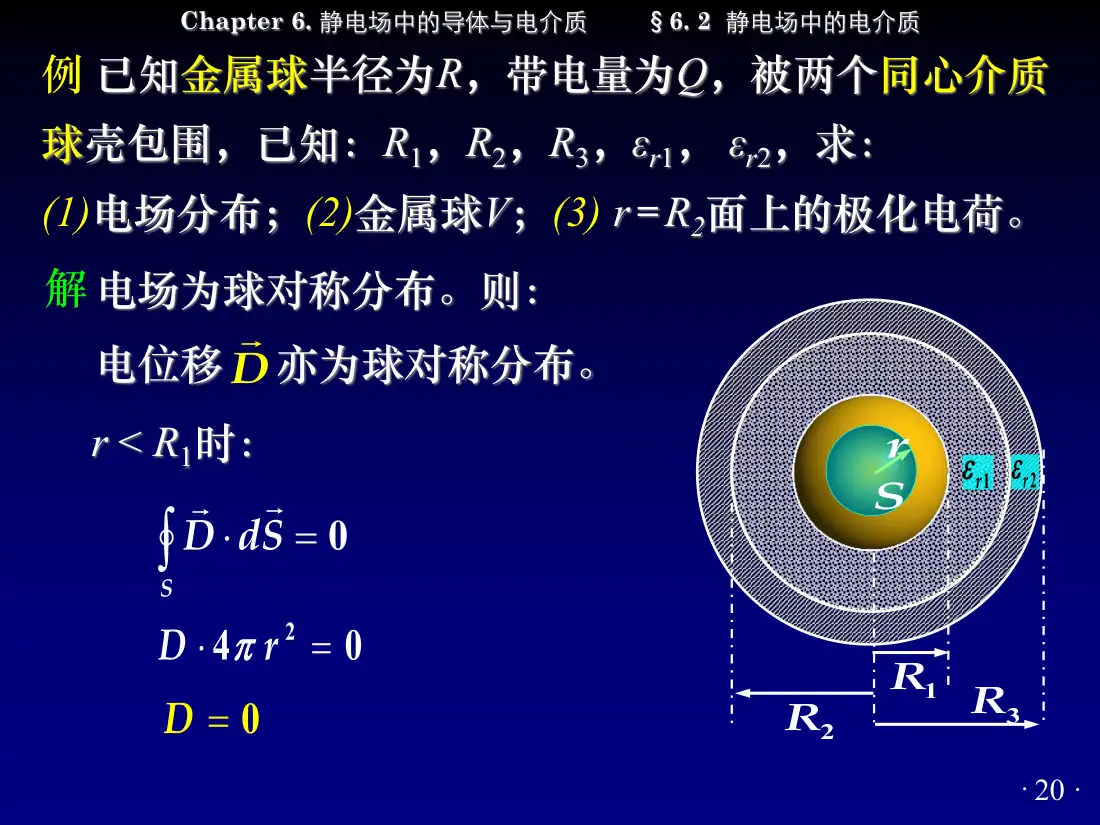 Chapter 6. 静电场中的导体与电介质 §6. 2 静电场中的电介质
例 已知金属球半径为R，带电量为Q，被两个同心介质
球壳包围，已知：R1，R2，R3，εr1， εr2，求：
(1)电场分布；(2)金属球V；(3) r=R2面上的极化电荷。
解 电场为球对称分布。则：
电位移 D⃗ 亦为球对称分布。
r < R1时：
∮S D⃗ · dS⃗ = 0
D · 4π r² = 0
D = 0
r
S
εr1
εr2
R1
R2
R3
· 20 ·